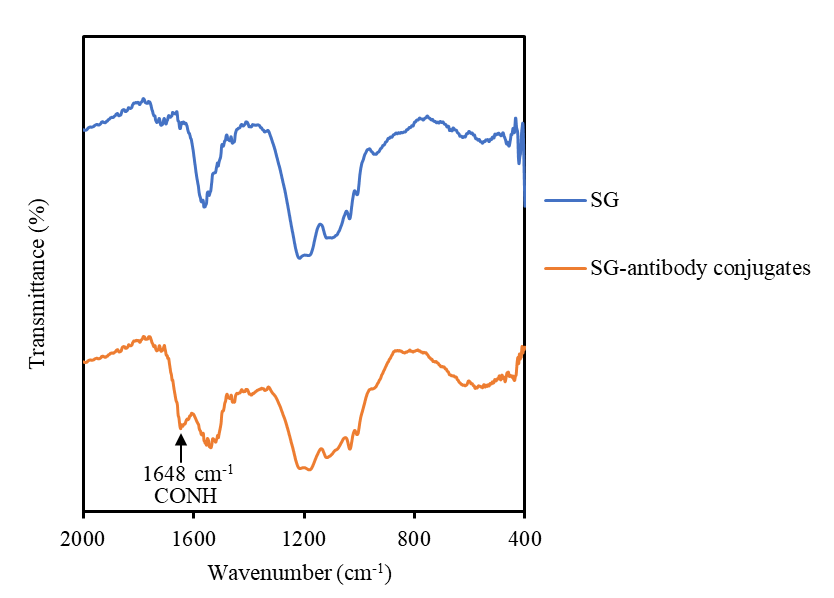 Transmittance (%)
SG
SG-antibody conjugates
1648 cm⁻¹
CONH
2000 1600 1200 800 400
Wavenumber (cm⁻¹)